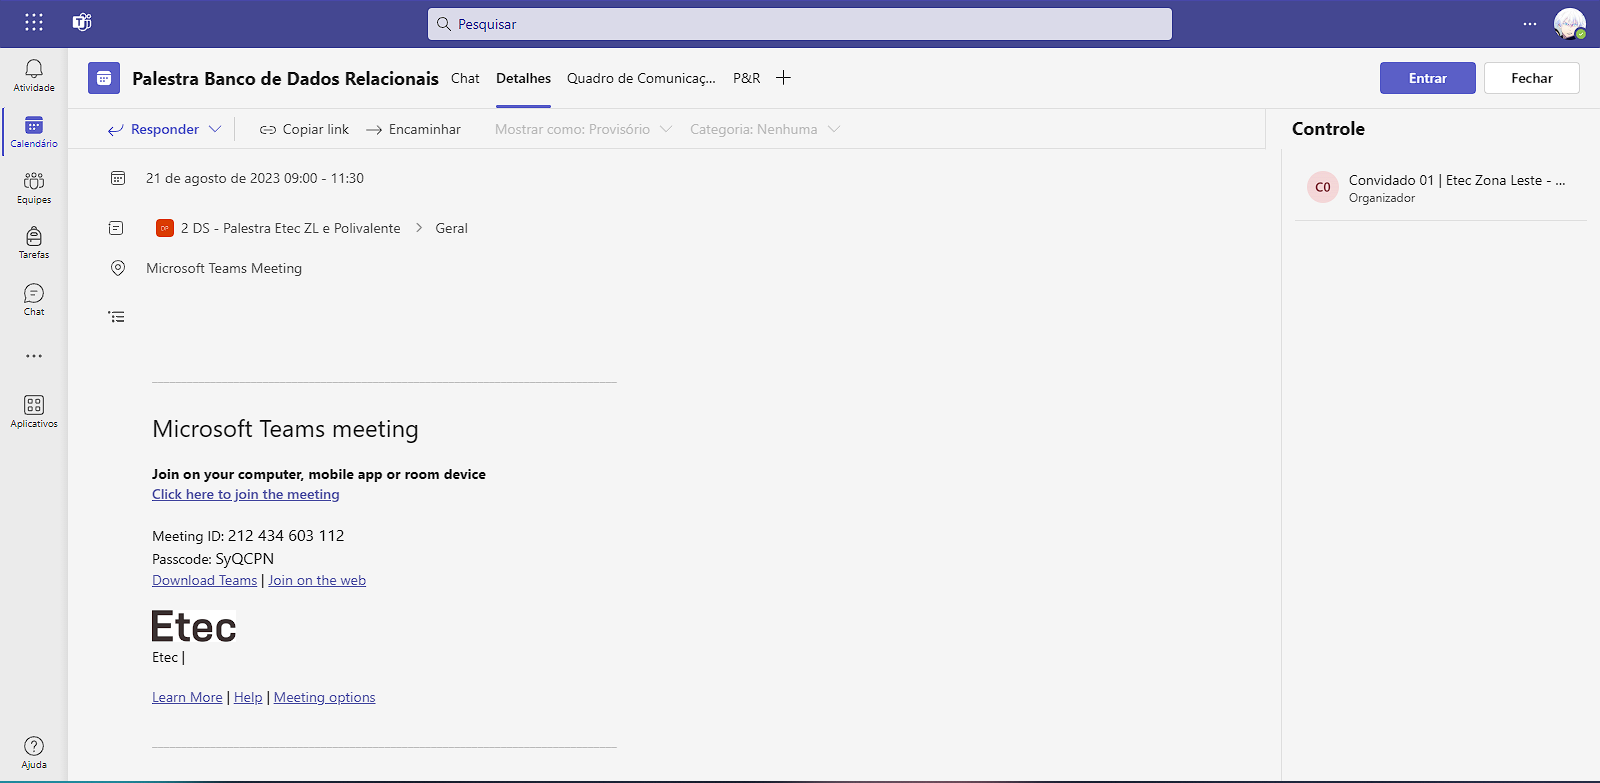 Pesquisar
Atividade
Calendário
Equipes
Tarefas
Chat
Aplicativos
Ajuda
Palestra Banco de Dados Relacionais Chat Detalhes Quadro de Comunicaç... P&R
Entrar Fechar
Responder Copiar link Encaminhar Mostrar como: Provisório Categoria: Nenhuma
21 de agosto de 2023 09:00 - 11:30
DP 2 DS - Palestra Etec ZL e Polivalente > Geral
Microsoft Teams Meeting
Microsoft Teams meeting
Join on your computer, mobile app or room device
Click here to join the meeting
Meeting ID: 212 434 603 112
Passcode: SyQCPN
Download Teams | Join on the web
Etec
Etec |
Learn More | Help | Meeting options
Controle
C0 Convidado 01 | Etec Zona Leste - ...
Organizador